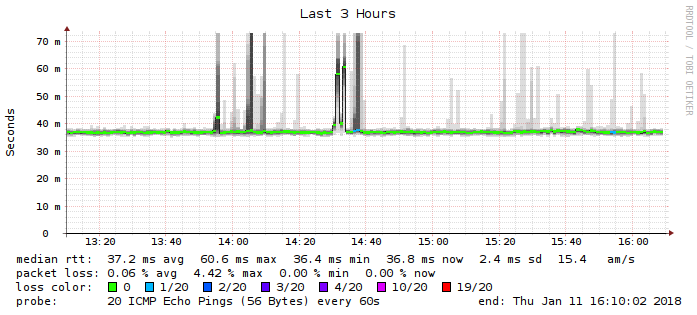 Last 3 Hours
RRDTOOL / TOBI OETIKER
Seconds
70 m
60 m
50 m
40 m
30 m
20 m
10 m
0
13:20 13:40 14:00 14:20 14:40 15:00 15:20 15:40 16:00
median rtt: 37.2 ms avg 60.6 ms max 36.4 ms min 36.8 ms now 2.4 ms sd 15.4 am/s
packet loss: 0.06 % avg 4.42 % max 0.00 % min 0.00 % now
loss color: 0 1/20 2/20 3/20 4/20 10/20 19/20
probe: 20 ICMP Echo Pings (56 Bytes) every 60s end: Thu Jan 11 16:10:02 2018